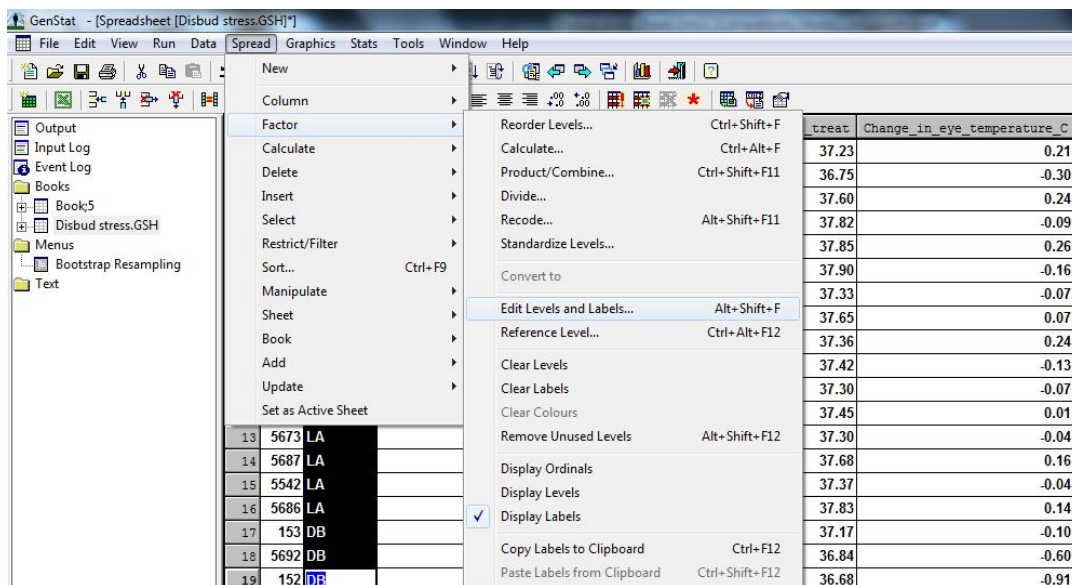 GenStat - [Spreadsheet [Disbud stress.GSH]*]
File Edit View Run Data Spread Graphics Stats Tools Window Help
Output
Input Log
Event Log
Books
Book;5
Disbud stress.GSH
Menus
Bootstrap Resampling
Text
New
Column
Factor
Calculate
Delete
Insert
Select
Restrict/Filter
Sort... Ctrl+F9
Manipulate
Sheet
Book
Add
Update
Set as Active Sheet
Reorder Levels... Ctrl+Shift+F
Calculate... Ctrl+Alt+F
Product/Combine... Ctrl+Shift+F11
Divide...
Recode... Alt+Shift+F11
Standardize Levels...
Convert to
Edit Levels and Labels... Alt+Shift+F
Reference Level... Ctrl+Alt+F12
Clear Levels
Clear Labels
Clear Colours
Remove Unused Levels Alt+Shift+F12
Display Ordinals
Display Levels
Display Labels
Copy Labels to Clipboard Ctrl+F12
Paste Labels from Clipboard Ctrl+Shift+F12
_treat Change_in_eye_temperature_C
37.23 0.21
36.75 -0.30
37.60 0.24
37.82 -0.09
37.85 0.26
37.90 -0.16
37.33 -0.07
37.65 0.07
37.36 0.24
37.42 -0.13
37.30 -0.07
37.45 0.01
13 5673 LA 37.30 -0.04
14 5687 LA 37.68 0.16
15 5542 LA 37.37 -0.04
16 5686 LA 37.83 0.14
17 153 DB 37.17 -0.10
18 5692 DB 36.84 -0.60
19 152 DB 36.68 -0.91